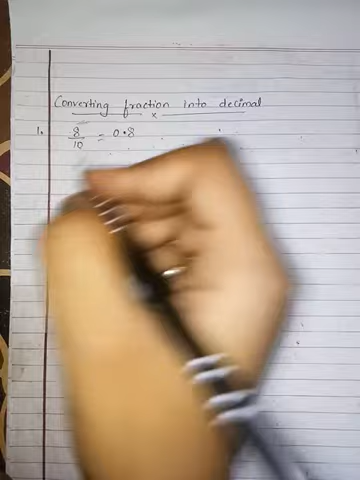 Converting fraction into decimal
x
1. 8/10 = 0.8